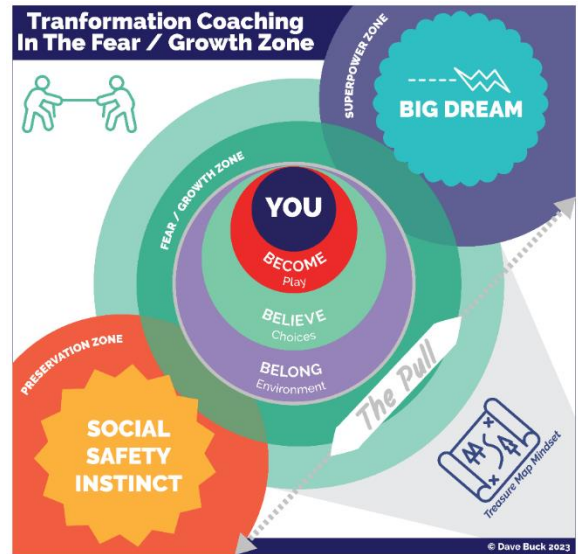 Tranformation Coaching
In The Fear / Growth Zone
SUPERPOWER ZONE
BIG DREAM
FEAR / GROWTH ZONE
YOU
BECOME
Play
BELIEVE
Choices
BELONG
Environment
PRESERVATION ZONE
The Pull
SOCIAL
SAFETY
INSTINCT
Treasure Map Mindset
© Dave Buck 2023